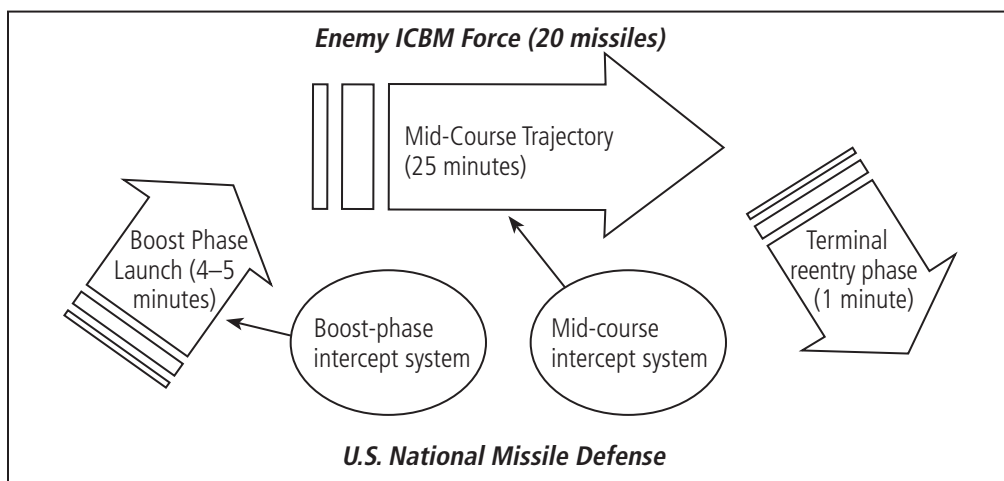 Enemy ICBM Force (20 missiles)
Mid-Course Trajectory
(25 minutes)
Boost Phase
Launch (4–5
minutes)
Terminal
reentry phase
(1 minute)
Boost-phase
intercept system
Mid-course
intercept system
U.S. National Missile Defense